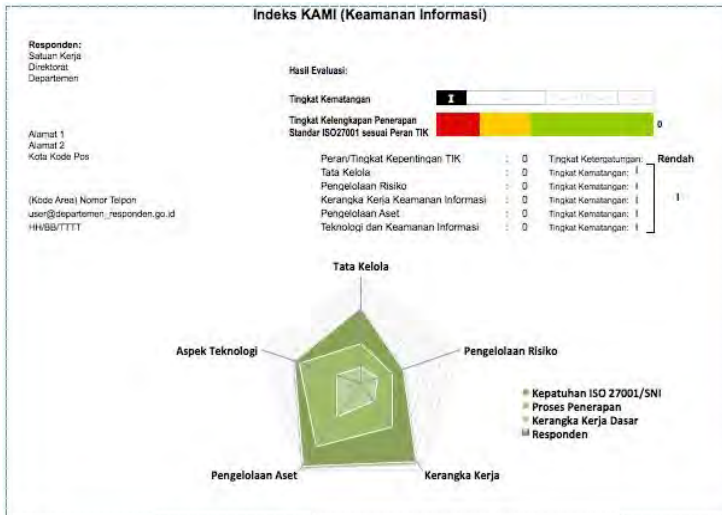 Indeks KAMI (Keamanan Informasi)
Responden:
Satuan Kerja
Direktorat
Departemen
Alamat 1
Alamat 2
Kota Kode Pos
(Kode Area) Nomor Telpon
user@departemen_responden.go.id
HH/BB/TTTT
Hasil Evaluasi:
Tingkat Kematangan I
Tingkat Kelengkapan Penerapan
Standar ISO27001 sesuai Peran TIK 0
Peran/Tingkat Kepentingan TIK : 0 Tingkat Ketergantungan: Rendah
Tata Kelola : 0 Tingkat Kematangan: I
Pengelolaan Risiko : 0 Tingkat Kematangan: I
Kerangka Kerja Keamanan Informasi : 0 Tingkat Kematangan: I
Pengelolaan Aset : 0 Tingkat Kematangan: I
Teknologi dan Keamanan Informasi : 0 Tingkat Kematangan: I
I
Tata Kelola
Pengelolaan Risiko
Kerangka Kerja
Pengelolaan Aset
Aspek Teknologi
Kepatuhan ISO 27001/SNI
Proses Penerapan
Kerangka Kerja Dasar
Responden